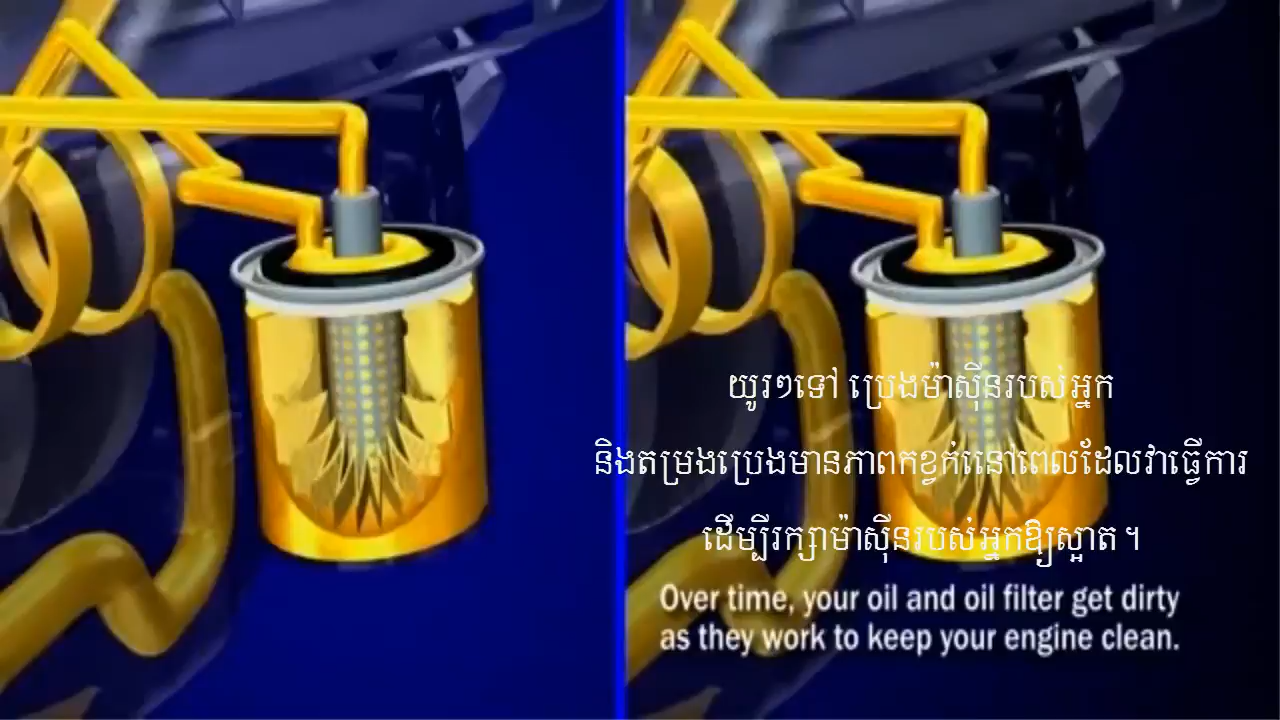 យូរៗទៅ ប្រេងម៉ាស៊ីនរបស់អ្នក
និងតម្រងប្រេងមានភាពកខ្វក់នៅពេលដែលវាធ្វើការ
ដើម្បីរក្សាម៉ាស៊ីនរបស់អ្នកឱ្យស្អាត។
Over time, your oil and oil filter get dirty
as they work to keep your engine clean.